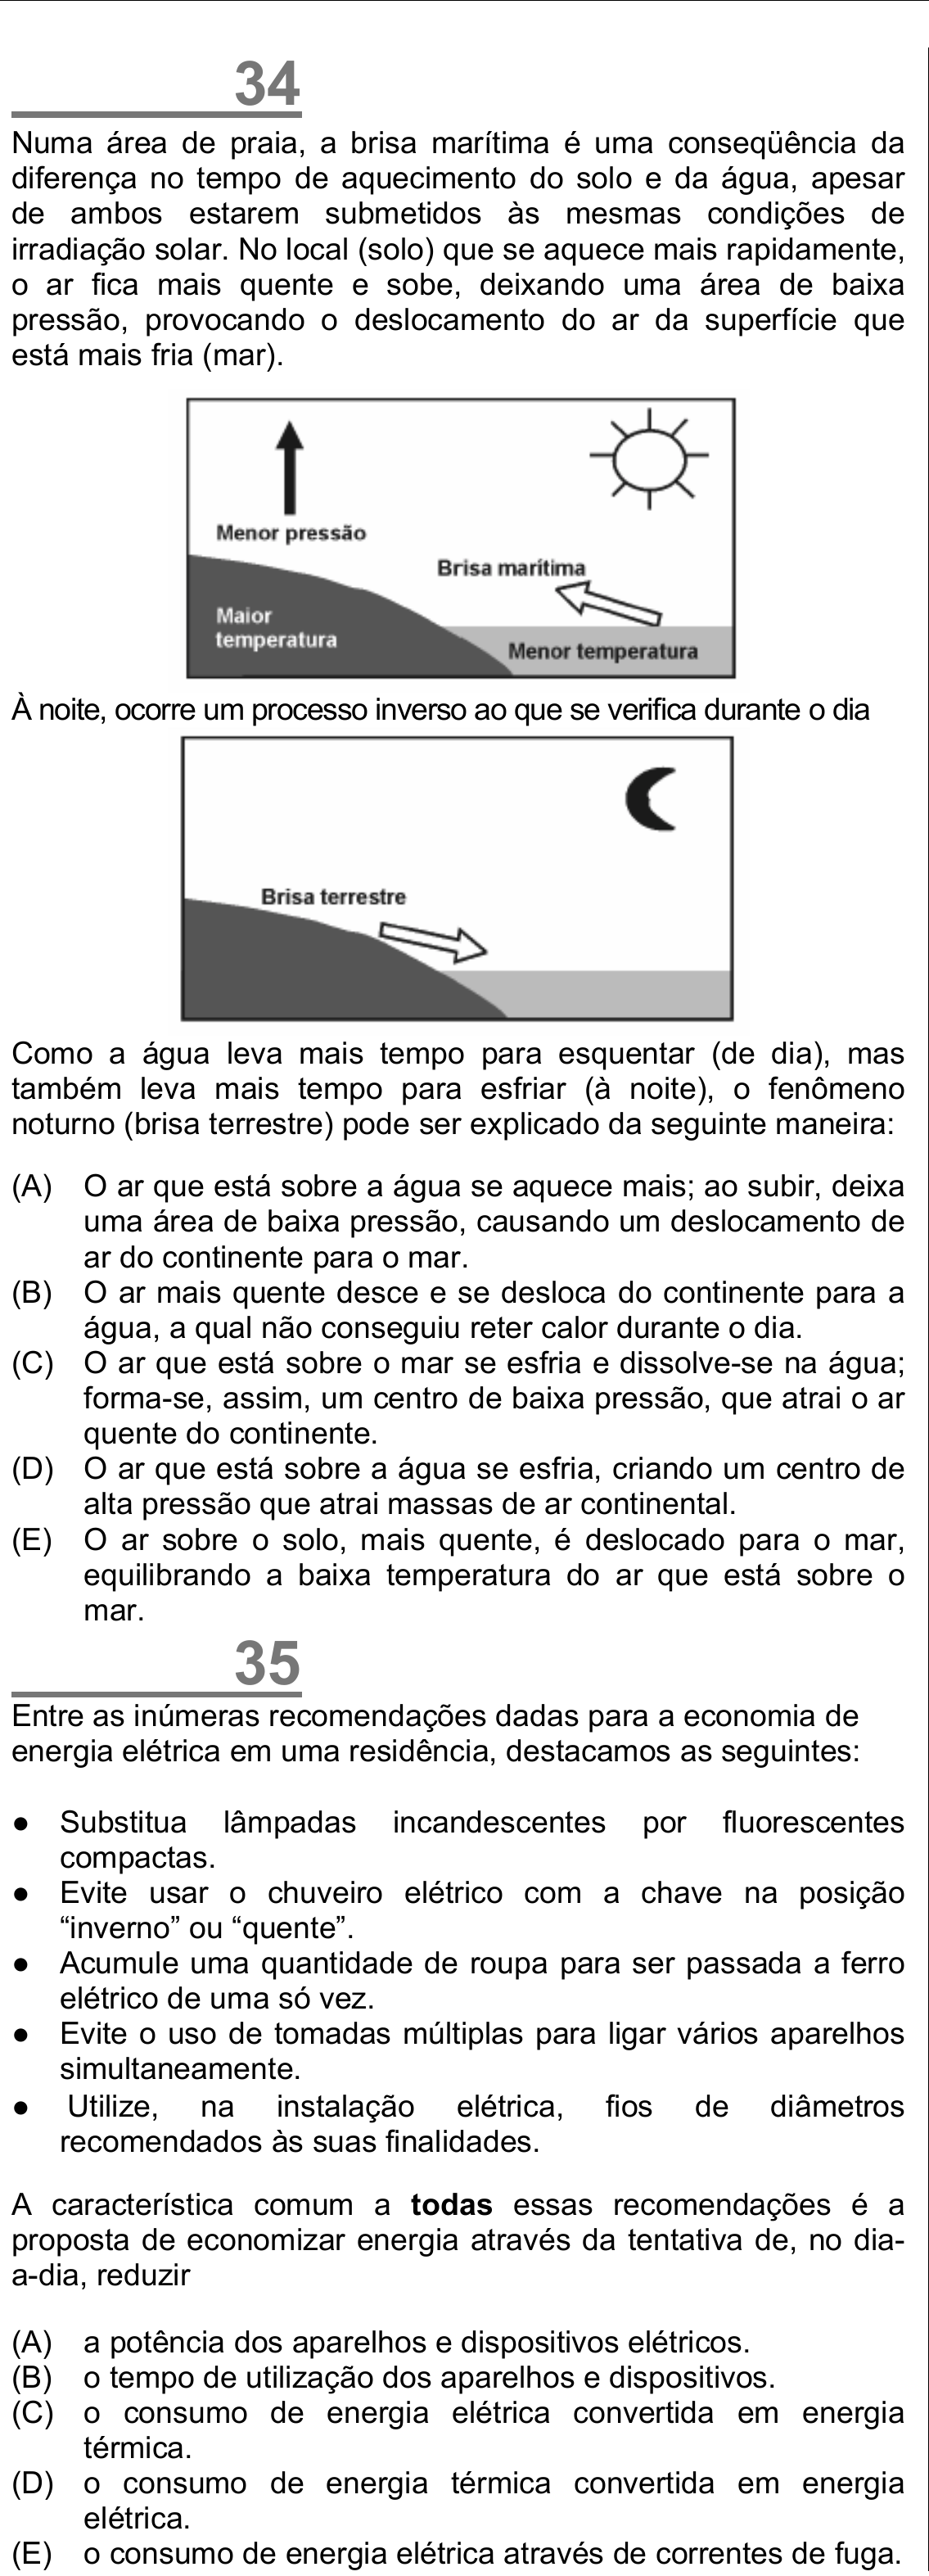 34
Numa área de praia, a brisa marítima é uma conseqüência da
diferença no tempo de aquecimento do solo e da água, apesar
de ambos estarem submetidos às mesmas condições de
irradiação solar. No local (solo) que se aquece mais rapidamente,
o ar fica mais quente e sobe, deixando uma área de baixa
pressão, provocando o deslocamento do ar da superfície que
está mais fria (mar).
Menor pressão
Brisa marítima
Maior
temperatura
Menor temperatura
À noite, ocorre um processo inverso ao que se verifica durante o dia
Brisa terrestre
Como a água leva mais tempo para esquentar (de dia), mas
também leva mais tempo para esfriar (à noite), o fenômeno
noturno (brisa terrestre) pode ser explicado da seguinte maneira:
(A) O ar que está sobre a água se aquece mais; ao subir, deixa
uma área de baixa pressão, causando um deslocamento de
ar do continente para o mar.
(B) O ar mais quente desce e se desloca do continente para a
água, a qual não conseguiu reter calor durante o dia.
(C) O ar que está sobre o mar se esfria e dissolve-se na água;
forma-se, assim, um centro de baixa pressão, que atrai o ar
quente do continente.
(D) O ar que está sobre a água se esfria, criando um centro de
alta pressão que atrai massas de ar continental.
(E) O ar sobre o solo, mais quente, é deslocado para o mar,
equilibrando a baixa temperatura do ar que está sobre o
mar.
35
Entre as inúmeras recomendações dadas para a economia de
energia elétrica em uma residência, destacamos as seguintes:
● Substitua lâmpadas incandescentes por fluorescentes
compactas.
● Evite usar o chuveiro elétrico com a chave na posição
“inverno” ou “quente”.
● Acumule uma quantidade de roupa para ser passada a ferro
elétrico de uma só vez.
● Evite o uso de tomadas múltiplas para ligar vários aparelhos
simultaneamente.
● Utilize, na instalação elétrica, fios de diâmetros
recomendados às suas finalidades.
A característica comum a todas essas recomendações é a
proposta de economizar energia através da tentativa de, no dia-
a-dia, reduzir
(A) a potência dos aparelhos e dispositivos elétricos.
(B) o tempo de utilização dos aparelhos e dispositivos.
(C) o consumo de energia elétrica convertida em energia
térmica.
(D) o consumo de energia térmica convertida em energia
elétrica.
(E) o consumo de energia elétrica através de correntes de fuga.